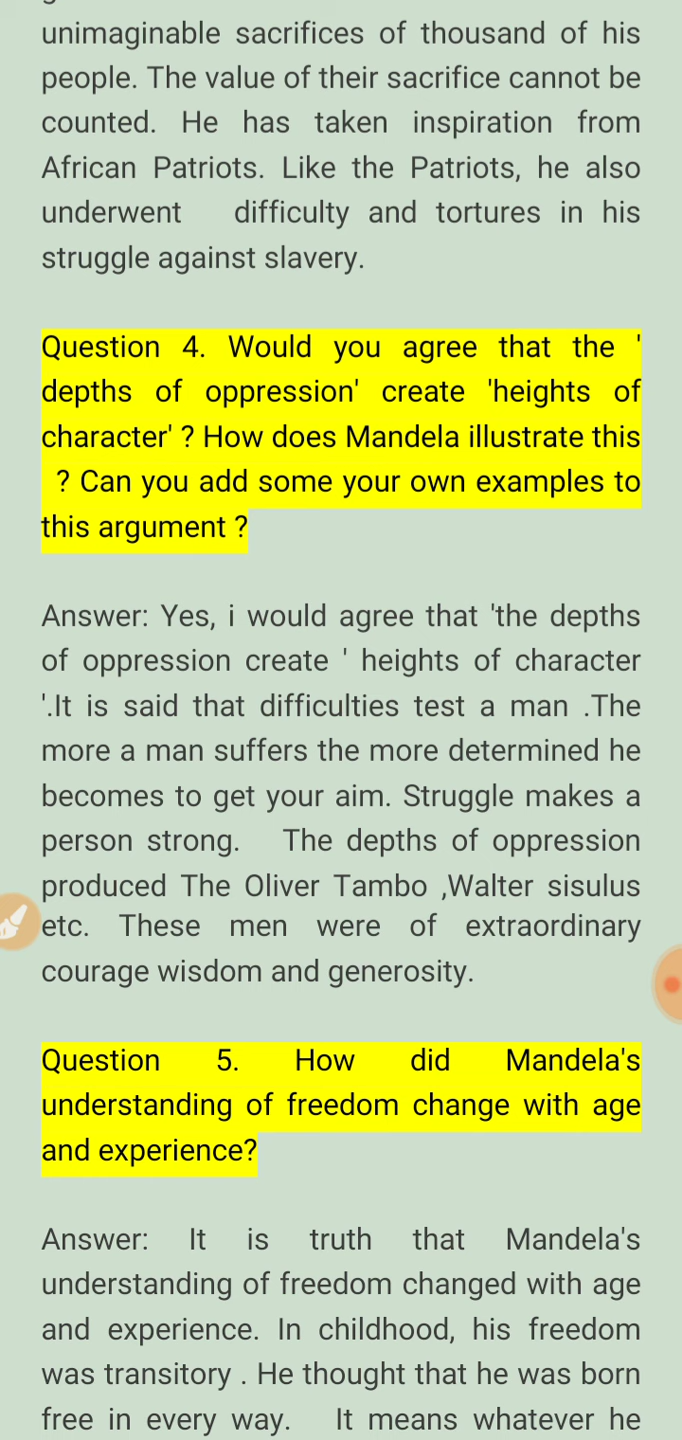 unimaginable sacrifices of thousand of his
people. The value of their sacrifice cannot be
counted. He has taken inspiration from
African Patriots. Like the Patriots, he also
underwent difficulty and tortures in his
struggle against slavery.
Question 4. Would you agree that the '
depths of oppression' create 'heights of
character' ? How does Mandela illustrate this
? Can you add some your own examples to
this argument ?
Answer: Yes, i would agree that 'the depths
of oppression create ' heights of character
'.It is said that difficulties test a man .The
more a man suffers the more determined he
becomes to get your aim. Struggle makes a
person strong. The depths of oppression
produced The Oliver Tambo ,Walter sisulus
etc. These men were of extraordinary
courage wisdom and generosity.
Question 5. How did Mandela's
understanding of freedom change with age
and experience?
Answer: It is truth that Mandela's
understanding of freedom changed with age
and experience. In childhood, his freedom
was transitory . He thought that he was born
free in every way. It means whatever he